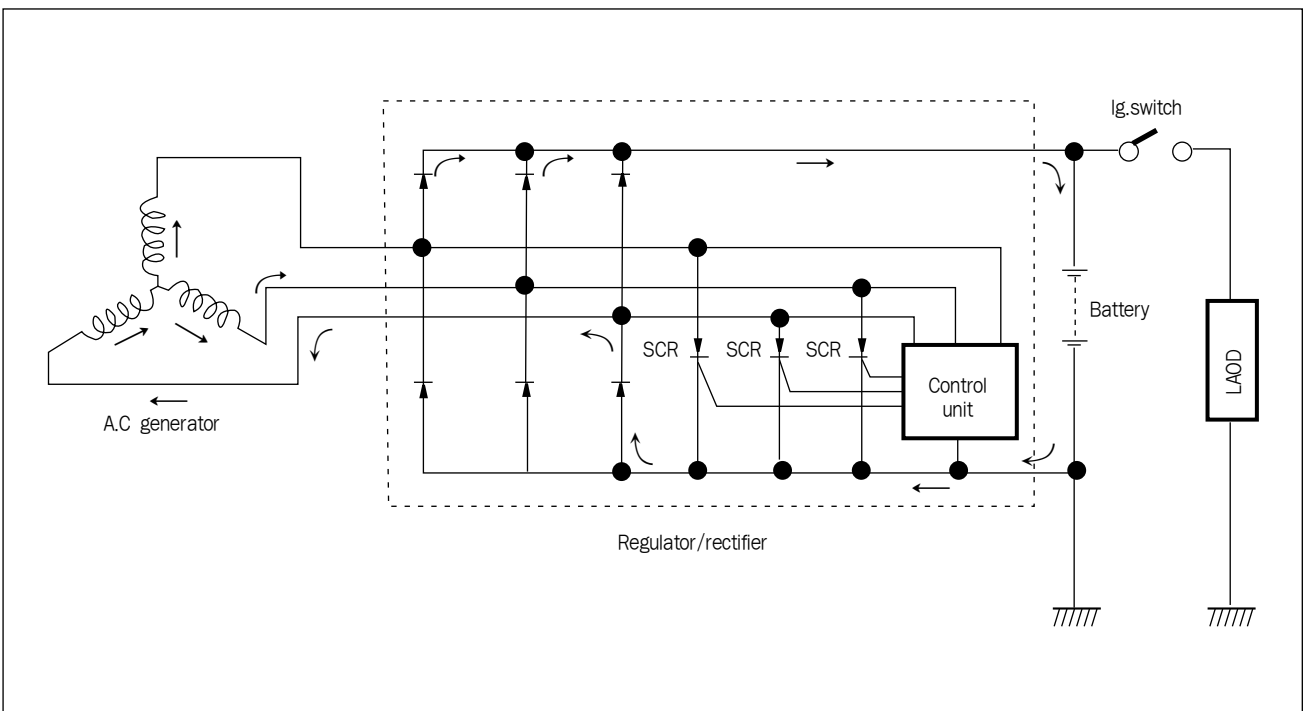 Ig.switch
SCR
SCR
SCR
Battery
Control
unit
LAOD
A.C generator
Regulator/rectifier